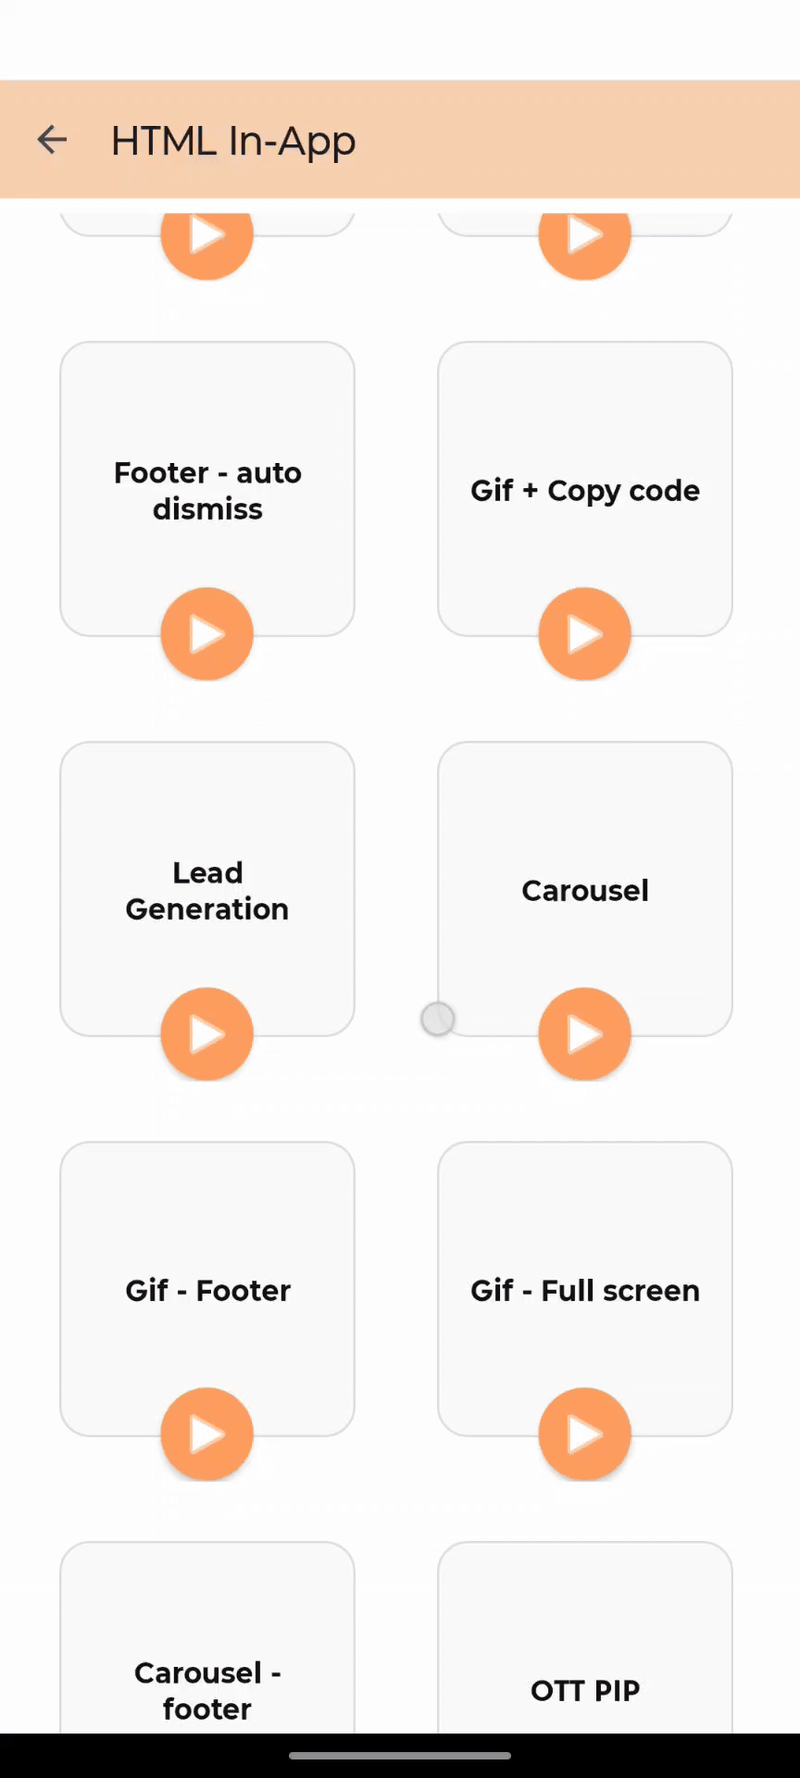 HTML In-App
Footer - auto
dismiss
Gif + Copy code
Lead
Generation
Carousel
Gif - Footer
Gif - Full screen
Carousel -
footer
OTT PIP